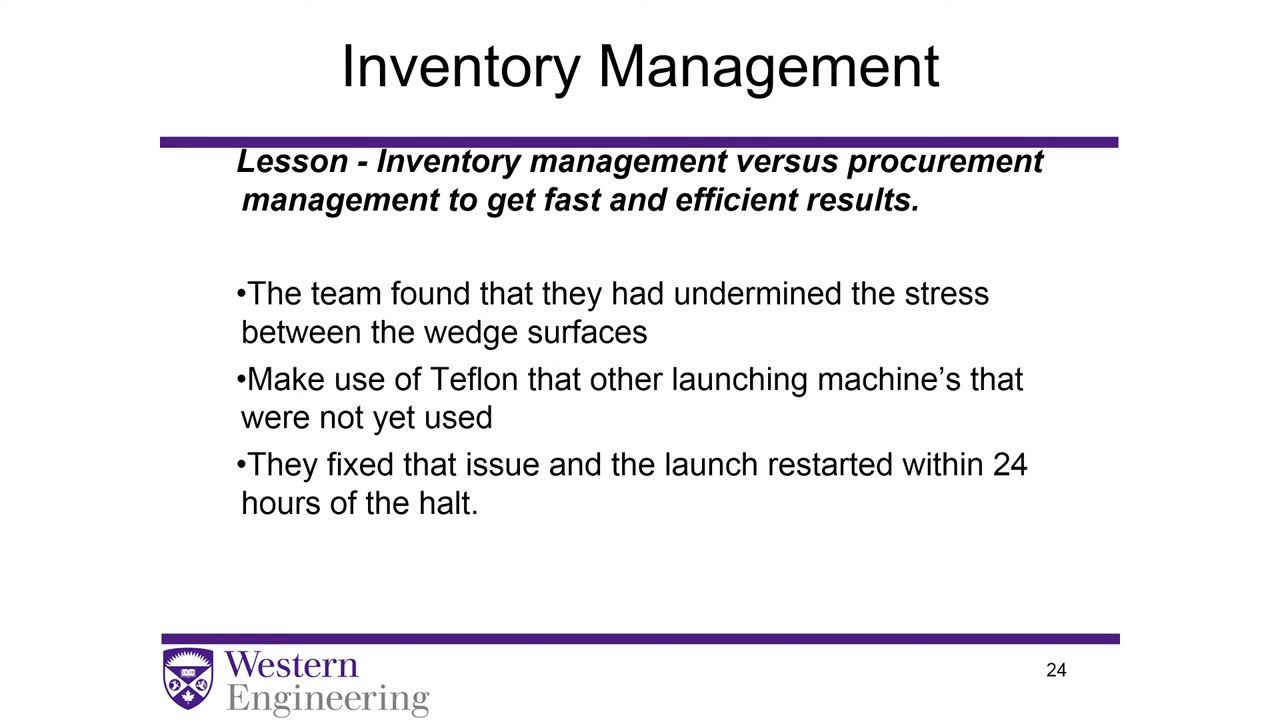 Inventory Management
Lesson - Inventory management versus procurement
management to get fast and efficient results.
•The team found that they had undermined the stress
between the wedge surfaces
•Make use of Teflon that other launching machine’s that
were not yet used
•They fixed that issue and the launch restarted within 24
hours of the halt.
Western
Engineering
24